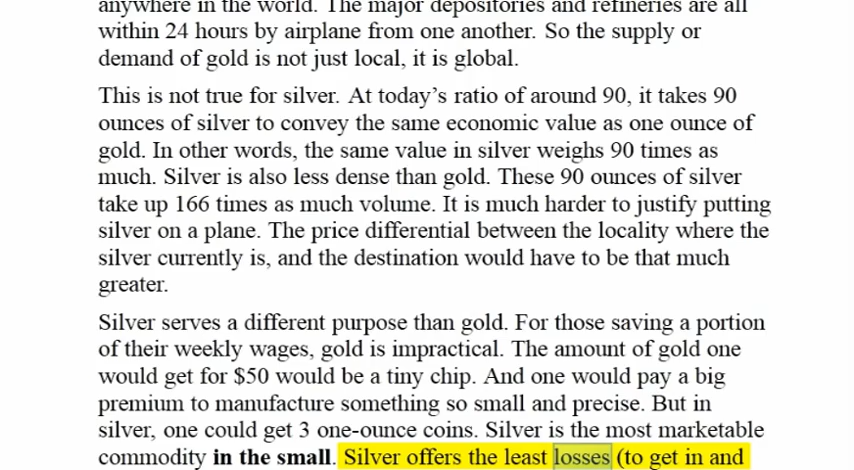 anywhere in the world. The major depositories and refineries are all
within 24 hours by airplane from one another. So the supply or
demand of gold is not just local, it is global.
This is not true for silver. At today’s ratio of around 90, it takes 90
ounces of silver to convey the same economic value as one ounce of
gold. In other words, the same value in silver weighs 90 times as
much. Silver is also less dense than gold. These 90 ounces of silver
take up 166 times as much volume. It is much harder to justify putting
silver on a plane. The price differential between the locality where the
silver currently is, and the destination would have to be that much
greater.
Silver serves a different purpose than gold. For those saving a portion
of their weekly wages, gold is impractical. The amount of gold one
would get for $50 would be a tiny chip. And one would pay a big
premium to manufacture something so small and precise. But in
silver, one could get 3 one-ounce coins. Silver is the most marketable
commodity in the small. Silver offers the least losses (to get in and